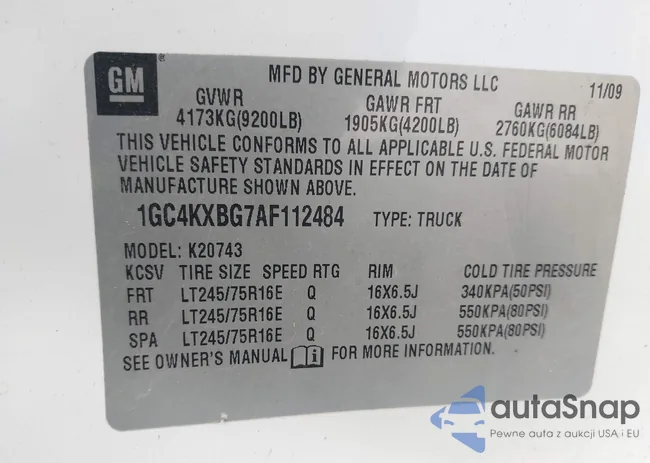 GM ®
MFD BY GENERAL MOTORS LLC 11/09
GVWR GAWR FRT GAWR RR
4173KG(9200LB) 1905KG(4200LB) 2760KG(6084LB)
THIS VEHICLE CONFORMS TO ALL APPLICABLE U.S. FEDERAL MOTOR
VEHICLE SAFETY STANDARDS IN EFFECT ON THE DATE OF
MANUFACTURE SHOWN ABOVE.
1GC4KXBG7AF112484 TYPE: TRUCK
MODEL: K20743
KCSV TIRE SIZE SPEED RTG RIM COLD TIRE PRESSURE
FRT LT245/75R16E Q 16X6.5J 340KPA(50PSI)
RR LT245/75R16E Q 16X6.5J 550KPA(80PSI)
SPA LT245/75R16E Q 16X6.5J 550KPA(80PSI)
SEE OWNER'S MANUAL i FOR MORE INFORMATION.
autaSnap
Pewne auta z aukcji USA i EU